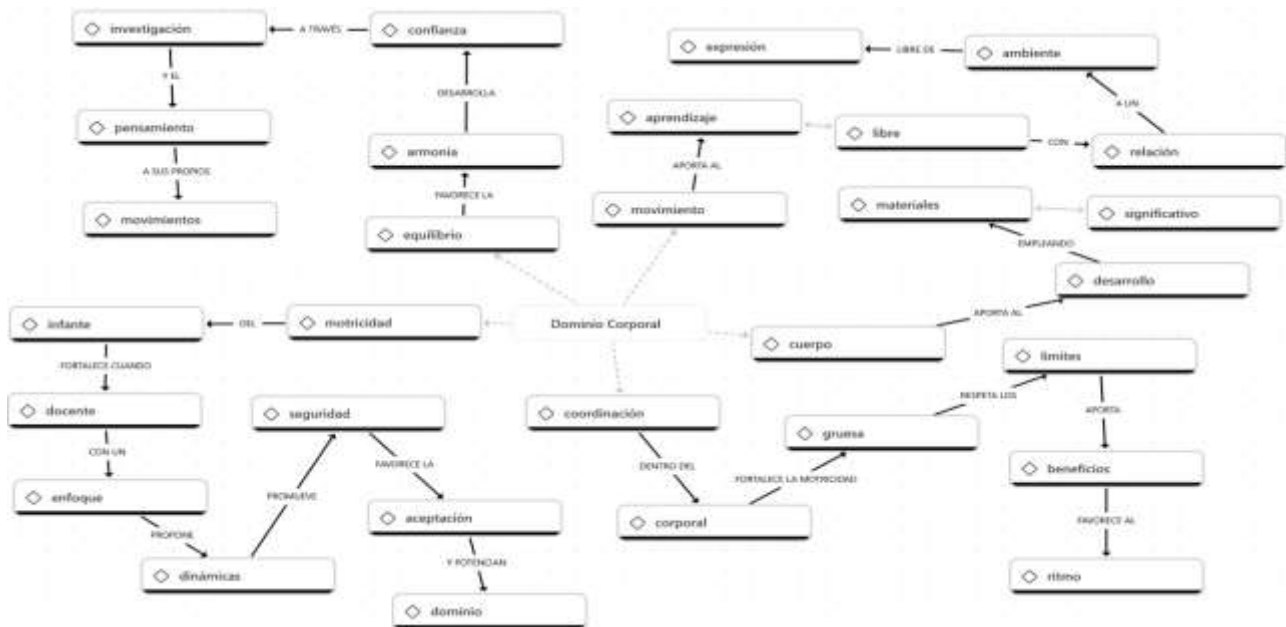 investigación
A TRAVÉS
confianza
Y EL
pensamiento
A SUS PROPIOS
movimientos
DESARROLLA
armonía
FAVORECE LA
equilibrio
expresión
LIBRE DE
ambiente
A UN
aprendizaje
libre
CON
relación
APORTA AL
movimiento
materiales
significativo
EMPLEANDO
desarrollo
APORTA AL
cuerpo
Dominio Corporal
motricidad
DEL
infante
FORTALECE CUANDO
docente
CON UN
enfoque
PROPONE
dinámicas
PROMUEVE
seguridad
FAVORECE LA
aceptación
Y POTENCIAN
dominio
coordinación
DENTRO DEL
corporal
FORTALECE LA MOTRICIDAD
gruesa
RESPETA LOS
limites
APORTA
beneficios
FAVORECE AL
ritmo